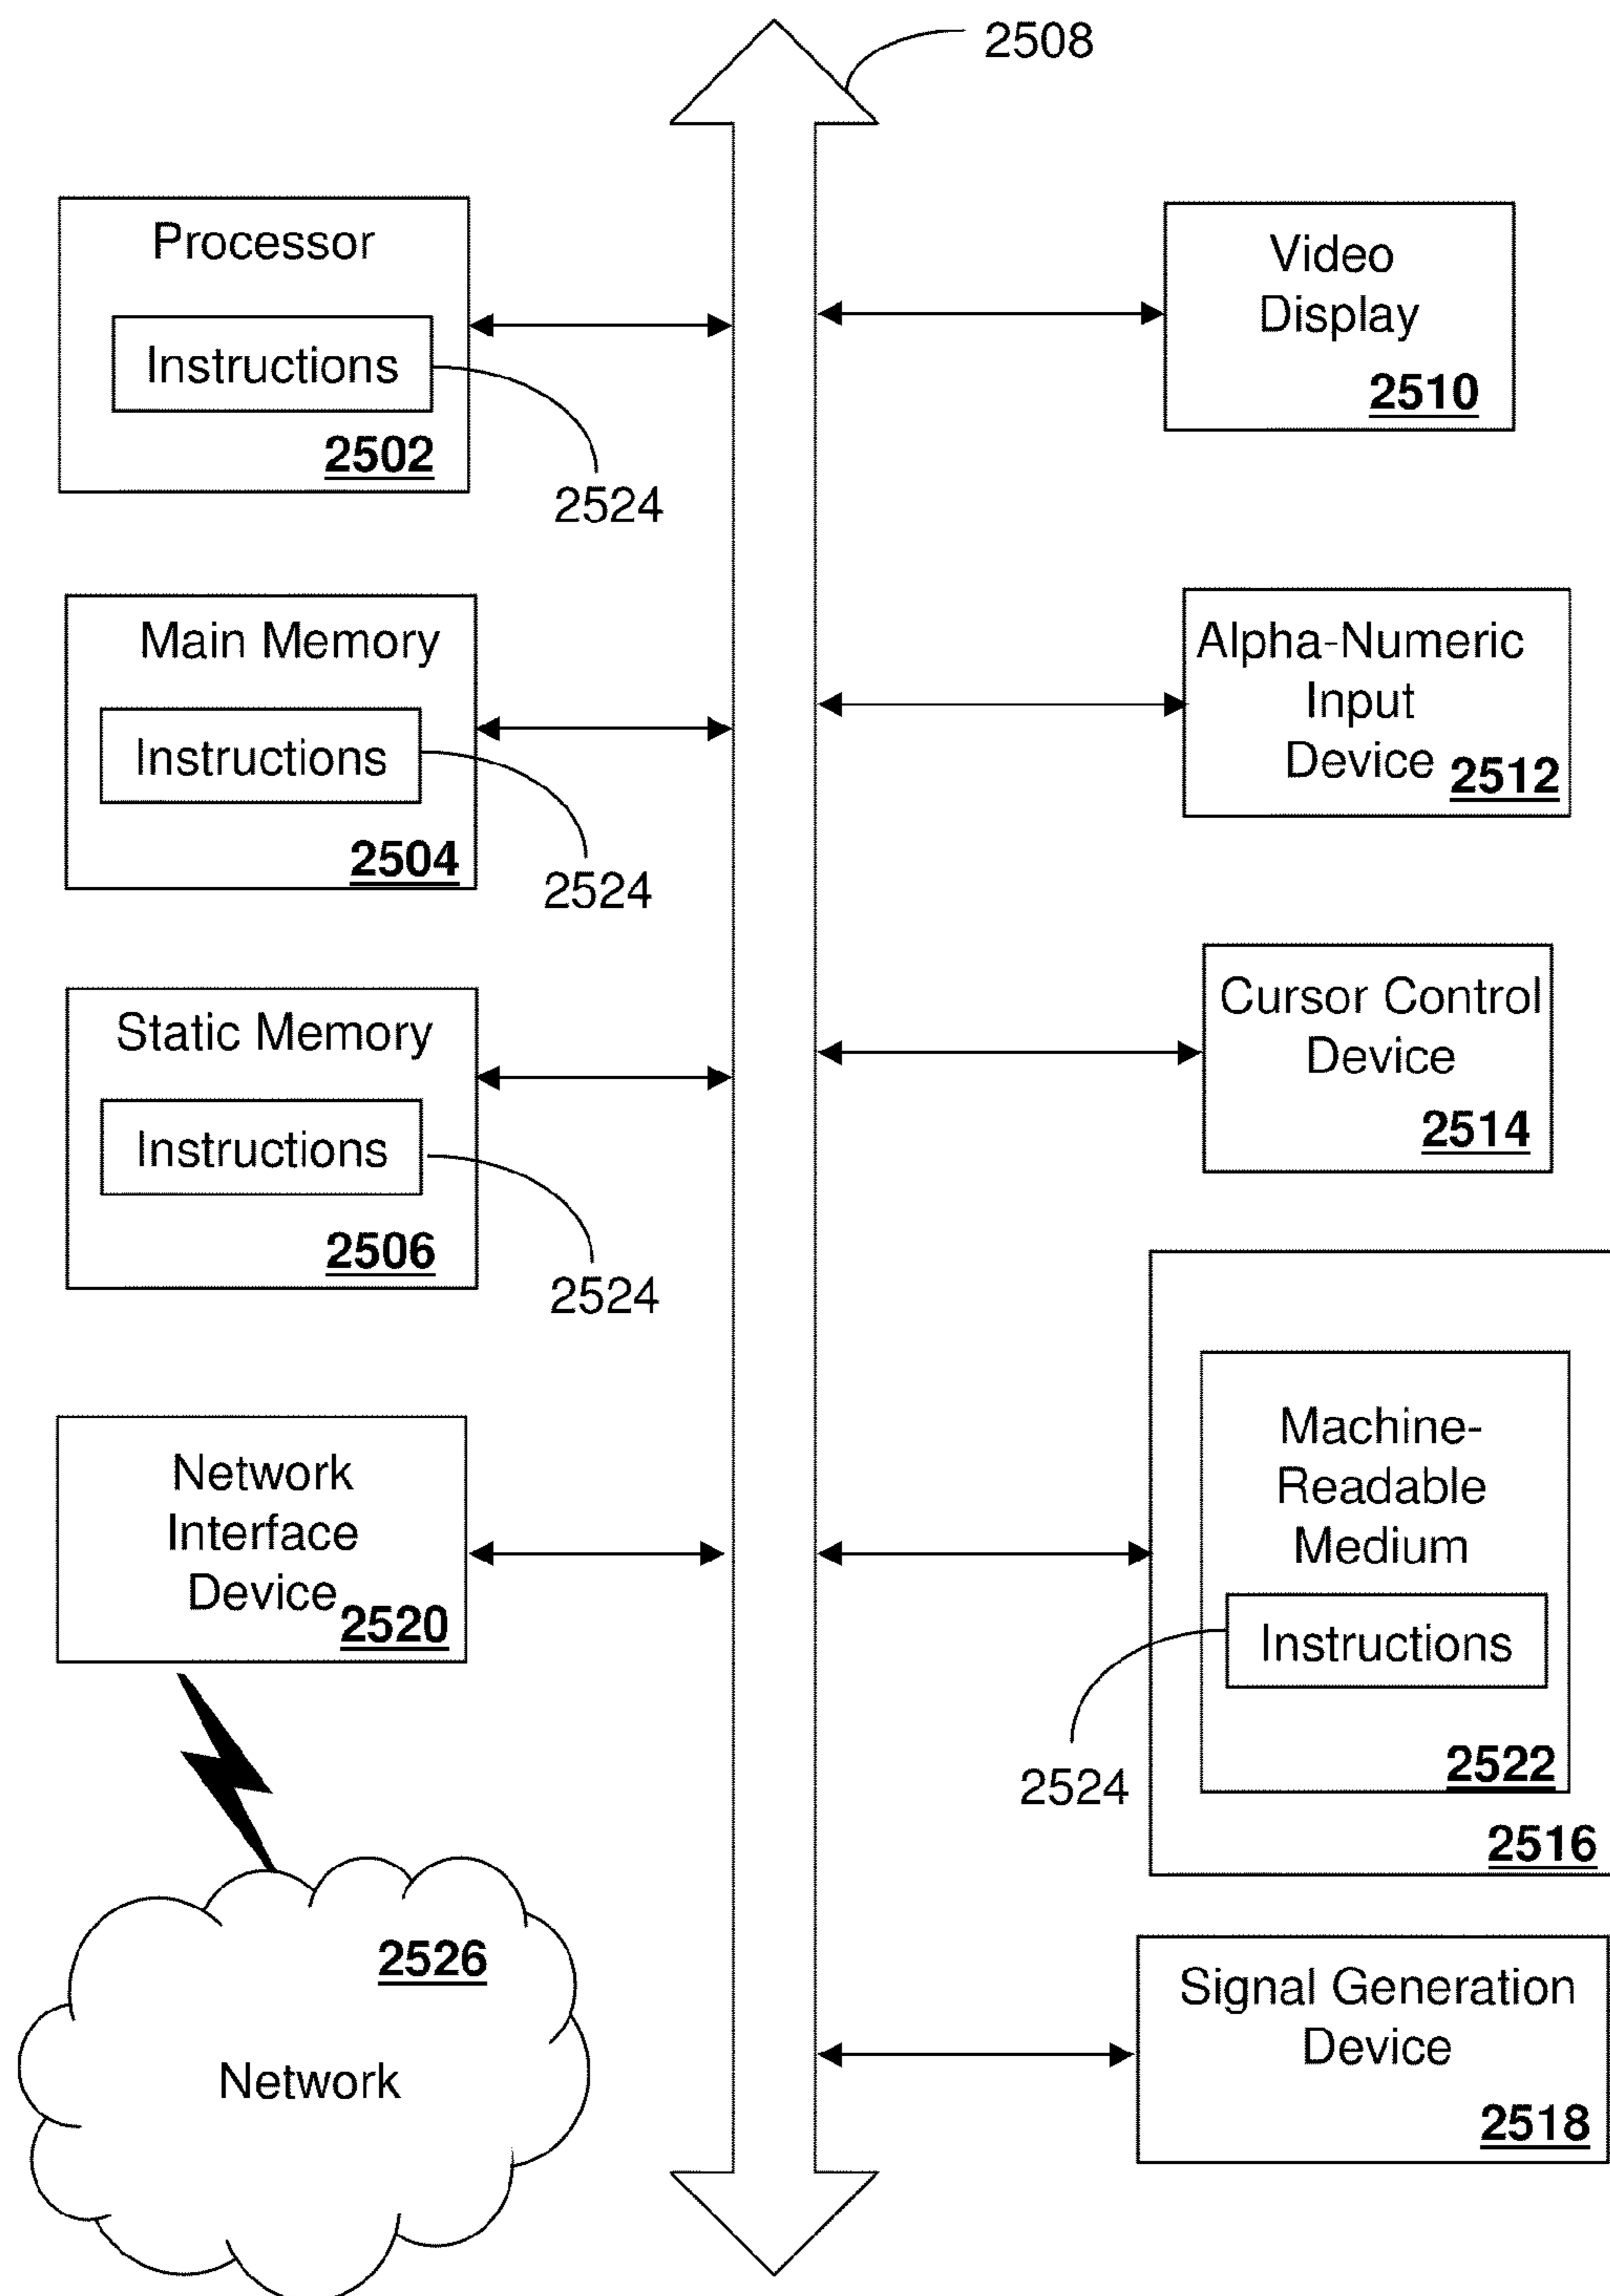 2508
Processor
Instructions
2502
2524
Main Memory
Instructions
2504
2524
Static Memory
Instructions
2506
2524
Network
Interface
Device
2520
2526
Network
Video
Display
2510
Alpha-Numeric
Input
Device 2512
Cursor Control
Device
2514
Machine-
Readable
Medium
Instructions
2522
2524
2516
Signal Generation
Device
2518